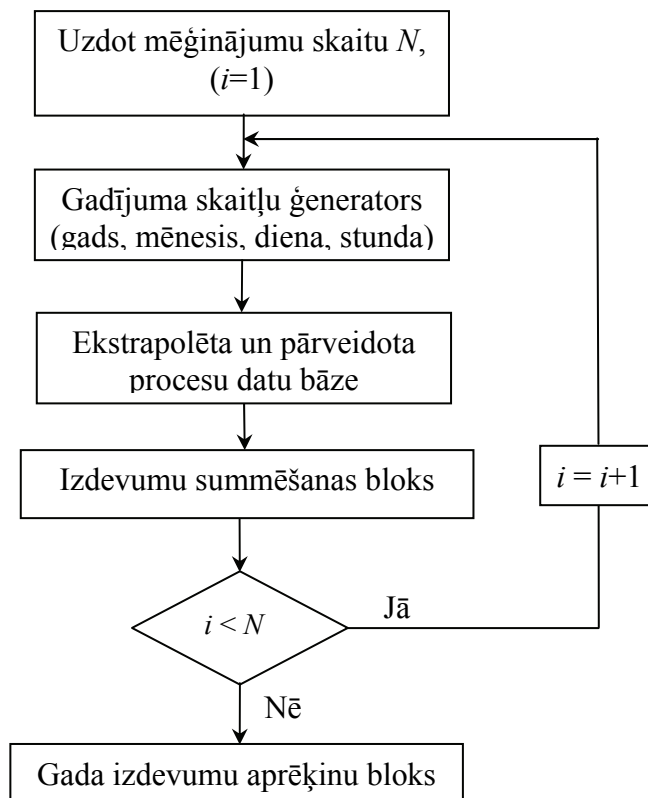 Uzdot mēģinājumu skaitu N,
(i=1)
Gadījuma skaitļu ģenerators
(gads, mēnesis, diena, stunda)
Ekstrapolēta un pārveidota
procesu datu bāze
Izdevumu summēšanas bloks
i = i+1
i < N
Jā
Nē
Gada izdevumu aprēķinu bloks